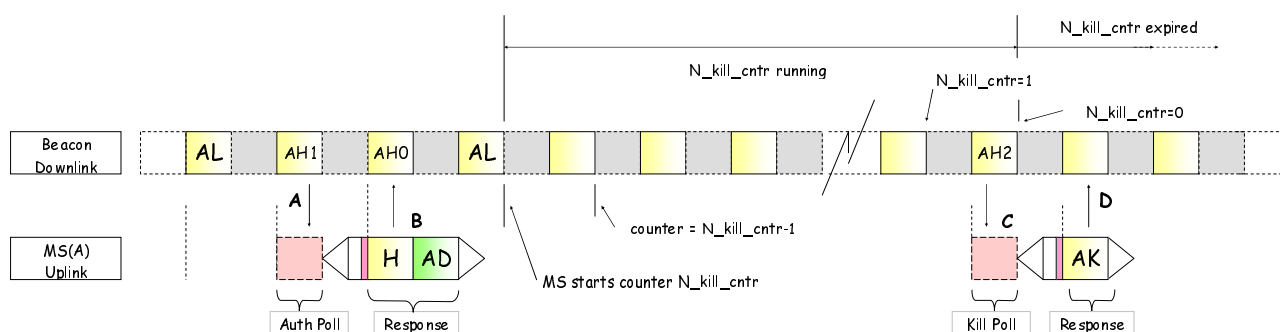 N_kill_cntr expired
N_kill_cntr running
N_kill_cntr=1
N_kill_cntr=0
Beacon
Downlink
AL
AH1
AH0
AL
AH2
A
B
C
D
counter = N_kill_cntr-1
MS(A)
Uplink
H
AD
AK
MS starts counter N_kill_cntr
Auth Poll
Response
Kill Poll
Response